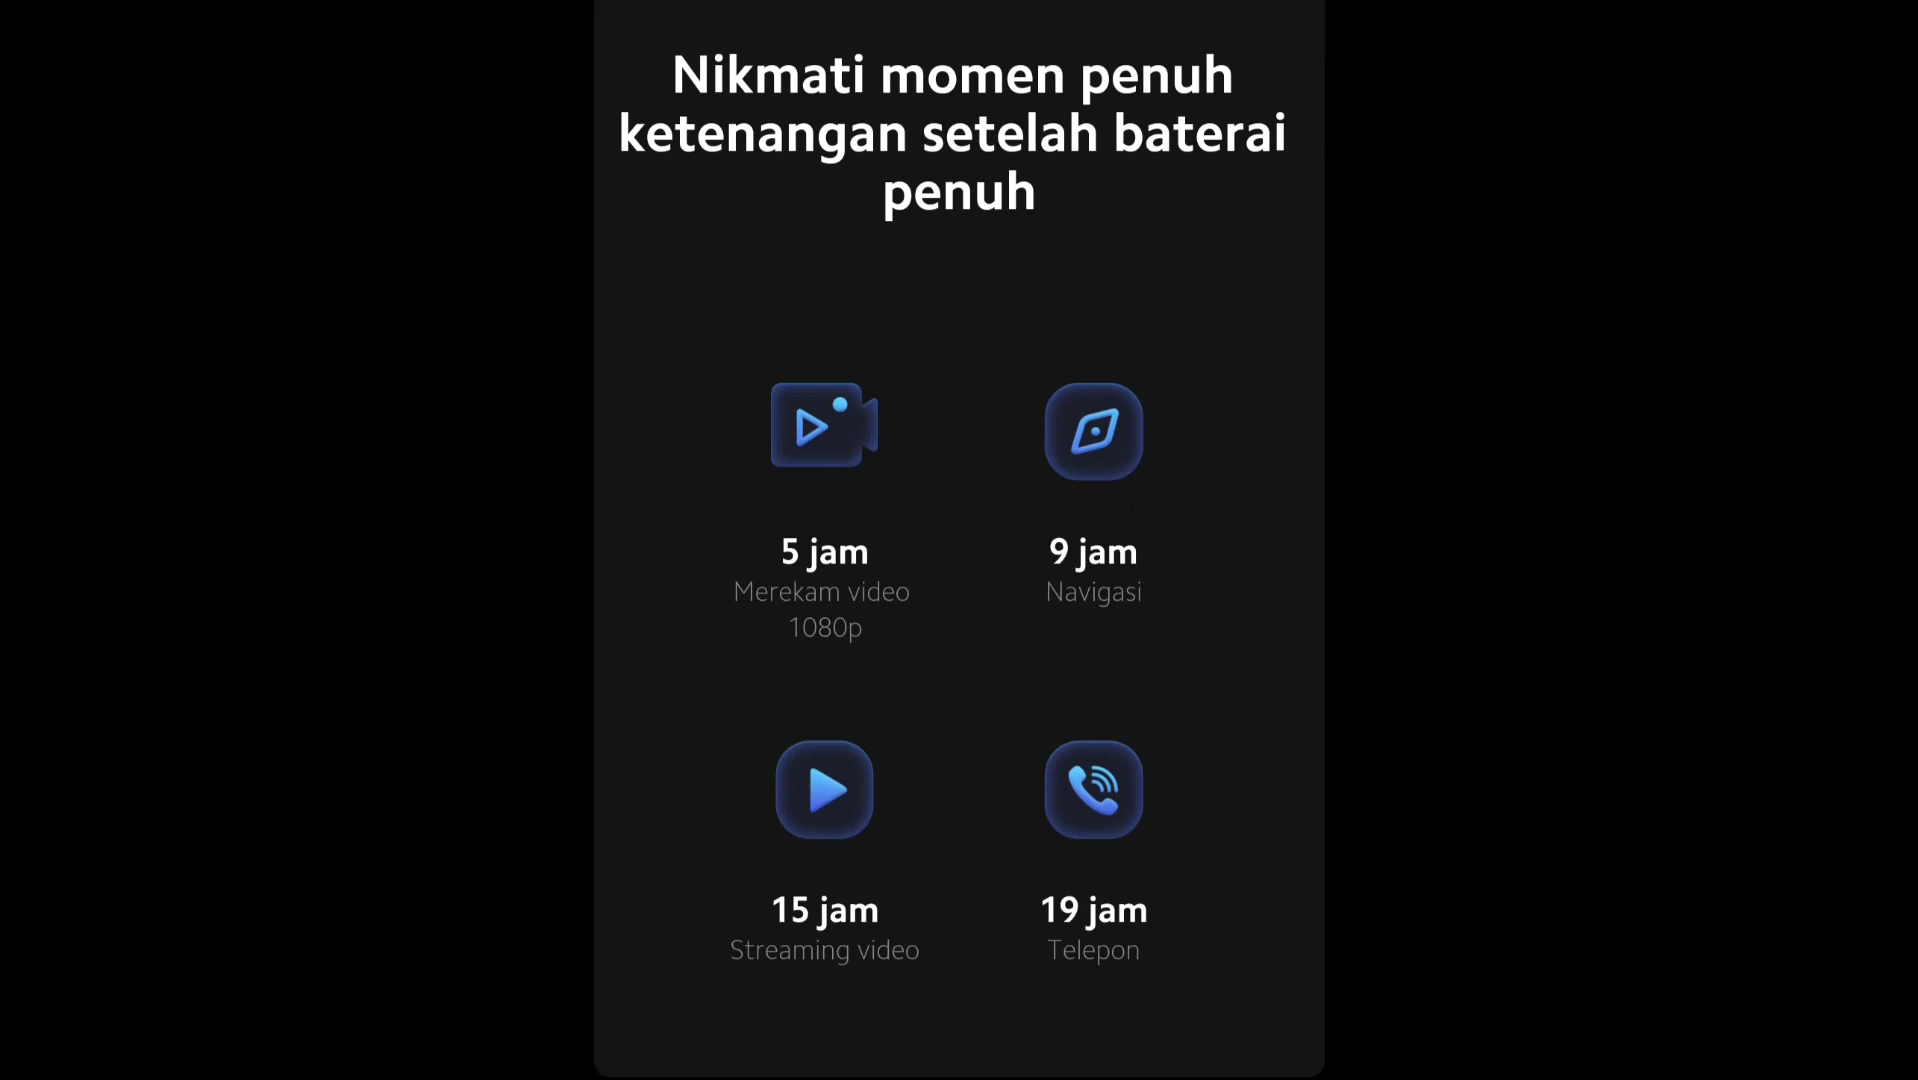 Nikmati momen penuh
ketenangan setelah baterai
penuh
5 jam
Merekam video
1080p
9 jam
Navigasi
15 jam
Streaming video
19 jam
Telepon